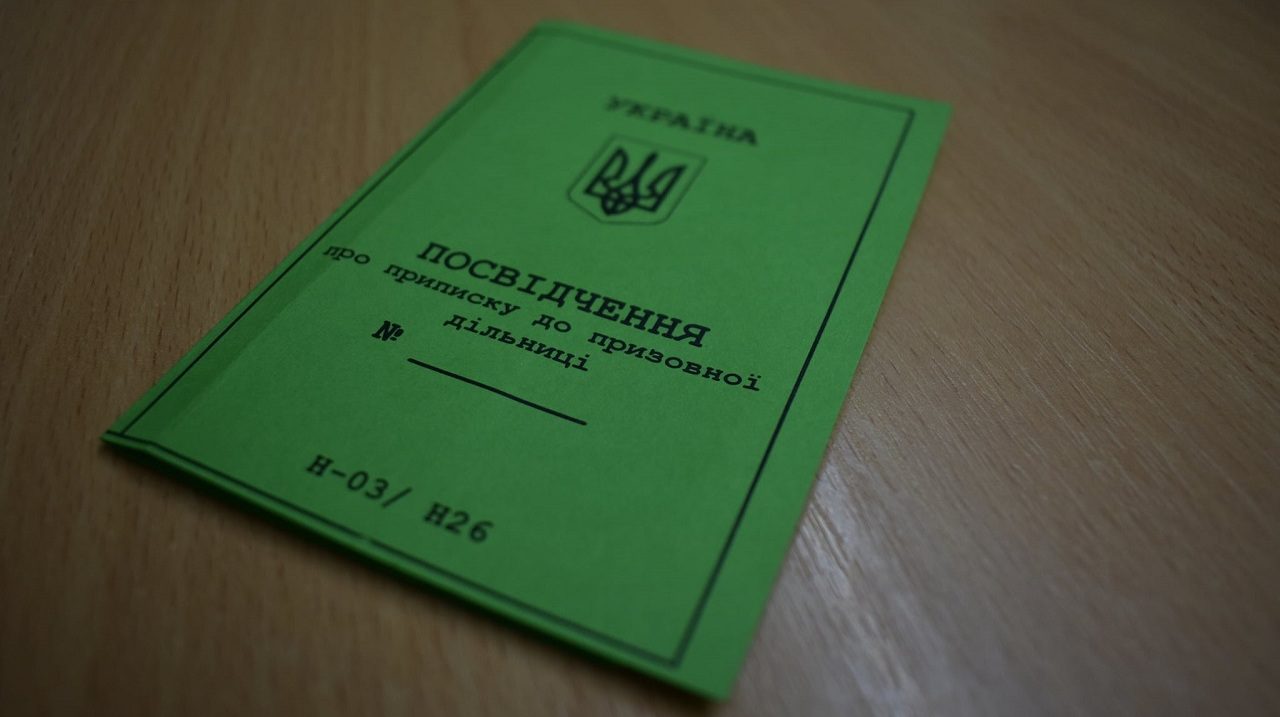 УКРАЇНА
ПОСВІДЧЕННЯ
про приписку до призовної
дільниці
№
Н-03/ Н26